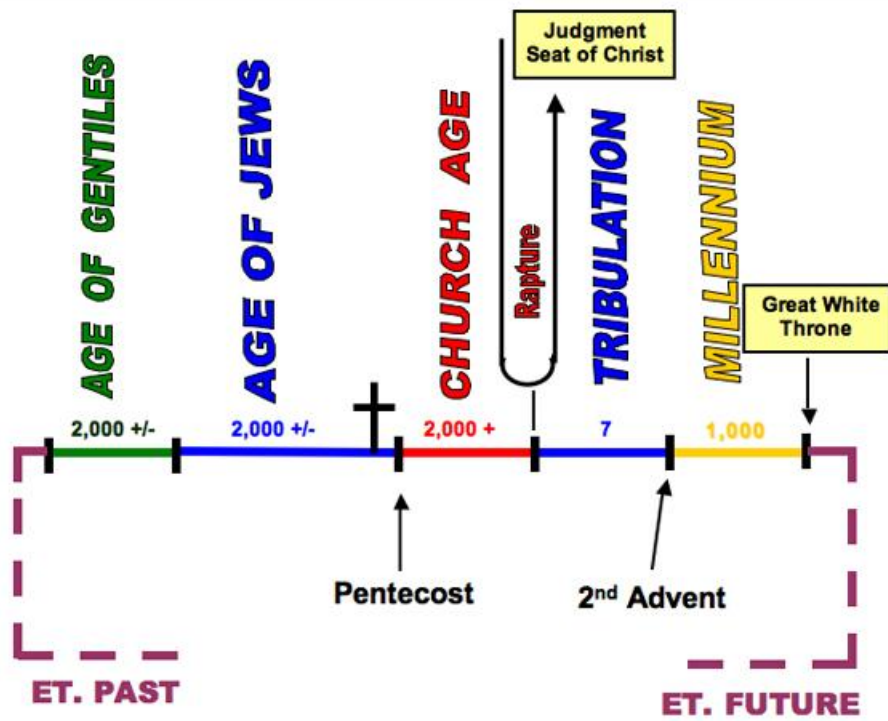 AGE OF GENTILES
AGE OF JEWS
CHURCH AGE
Rapture
Judgment
Seat of Christ
TRIBULATION
MILLENNIUM
Great White
Throne
2,000 +/-
2,000 +/-
2,000 +
7
1,000
Pentecost
2nd Advent
ET. PAST
ET. FUTURE